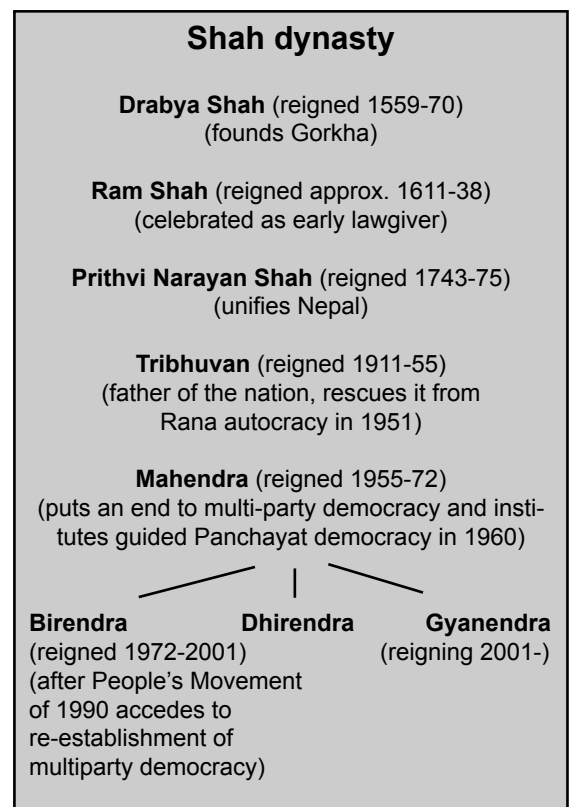 Shah dynasty
Drabya Shah (reigned 1559-70)
(founds Gorkha)
Ram Shah (reigned approx. 1611-38)
(celebrated as early lawgiver)
Prithvi Narayan Shah (reigned 1743-75)
(unifies Nepal)
Tribhuvan (reigned 1911-55)
(father of the nation, rescues it from
Rana autocracy in 1951)
Mahendra (reigned 1955-72)
(puts an end to multi-party democracy and insti-
tutes guided Panchayat democracy in 1960)
Birendra
(reigned 1972-2001)
(after People's Movement
of 1990 accedes to
re-establishment of
multiparty democracy)
Dhirendra
Gyanendra
(reigning 2001-)